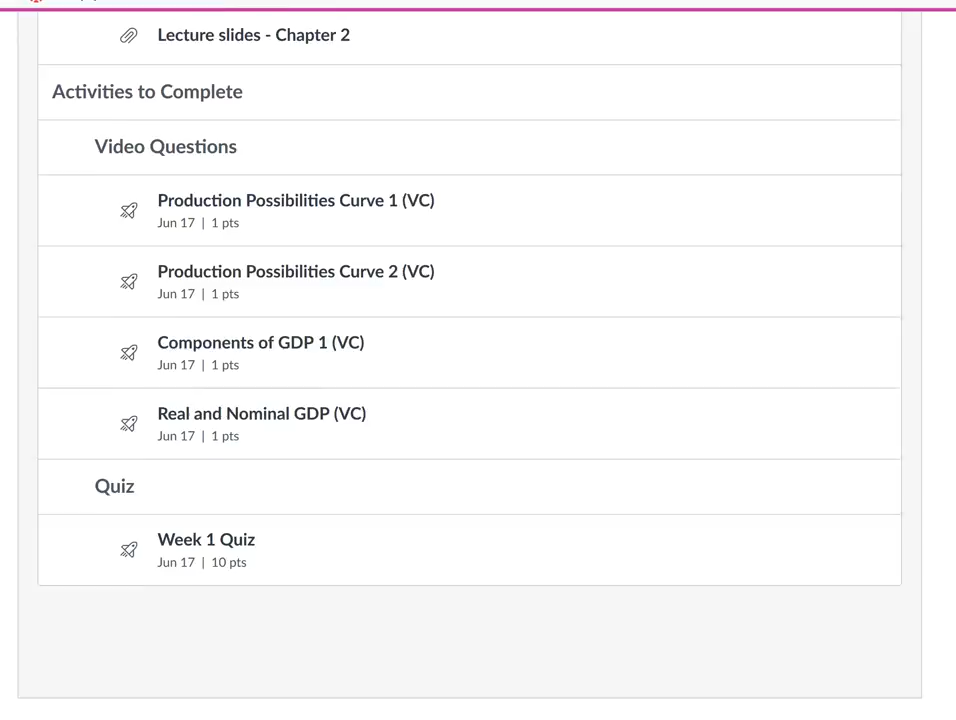 Lecture slides - Chapter 2
Activities to Complete
Video Questions
Production Possibilities Curve 1 (VC)
Jun 17 | 1 pts
Production Possibilities Curve 2 (VC)
Jun 17 | 1 pts
Components of GDP 1 (VC)
Jun 17 | 1 pts
Real and Nominal GDP (VC)
Jun 17 | 1 pts
Quiz
Week 1 Quiz
Jun 17 | 10 pts